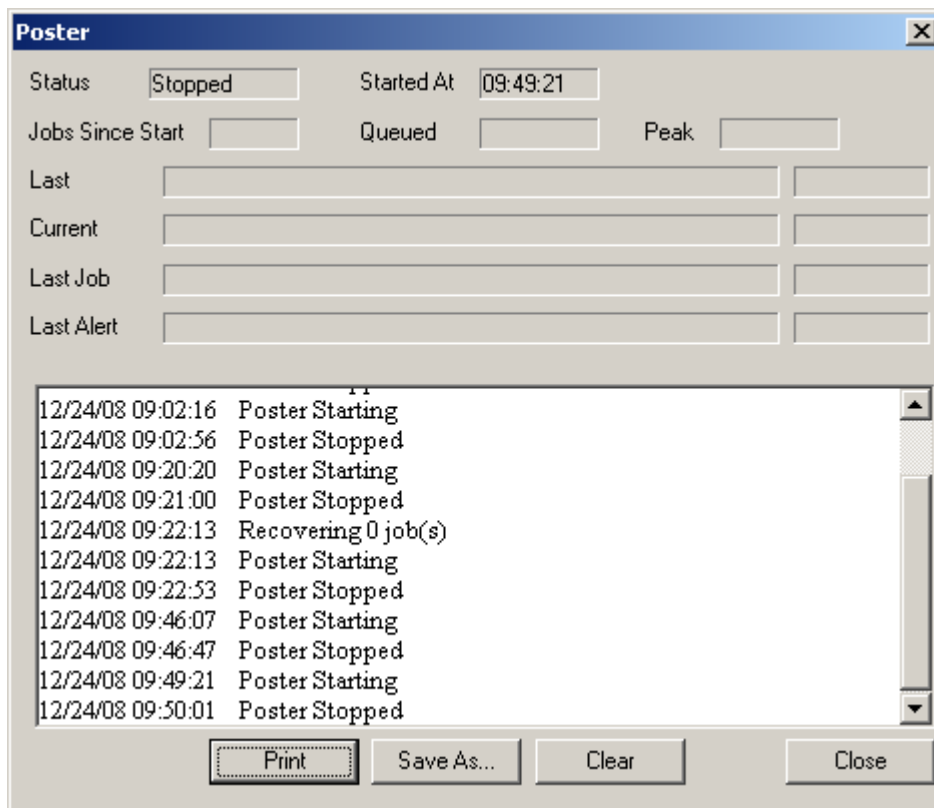 Poster
Status Stopped Started At 09:49:21
Jobs Since Start Queued Peak
Last
Current
Last Job
Last Alert
12/24/08 09:02:16 Poster Starting
12/24/08 09:02:56 Poster Stopped
12/24/08 09:20:20 Poster Starting
12/24/08 09:21:00 Poster Stopped
12/24/08 09:22:13 Recovering 0 job(s)
12/24/08 09:22:13 Poster Starting
12/24/08 09:22:53 Poster Stopped
12/24/08 09:46:07 Poster Starting
12/24/08 09:46:47 Poster Stopped
12/24/08 09:49:21 Poster Starting
12/24/08 09:50:01 Poster Stopped
Print Save As... Clear Close